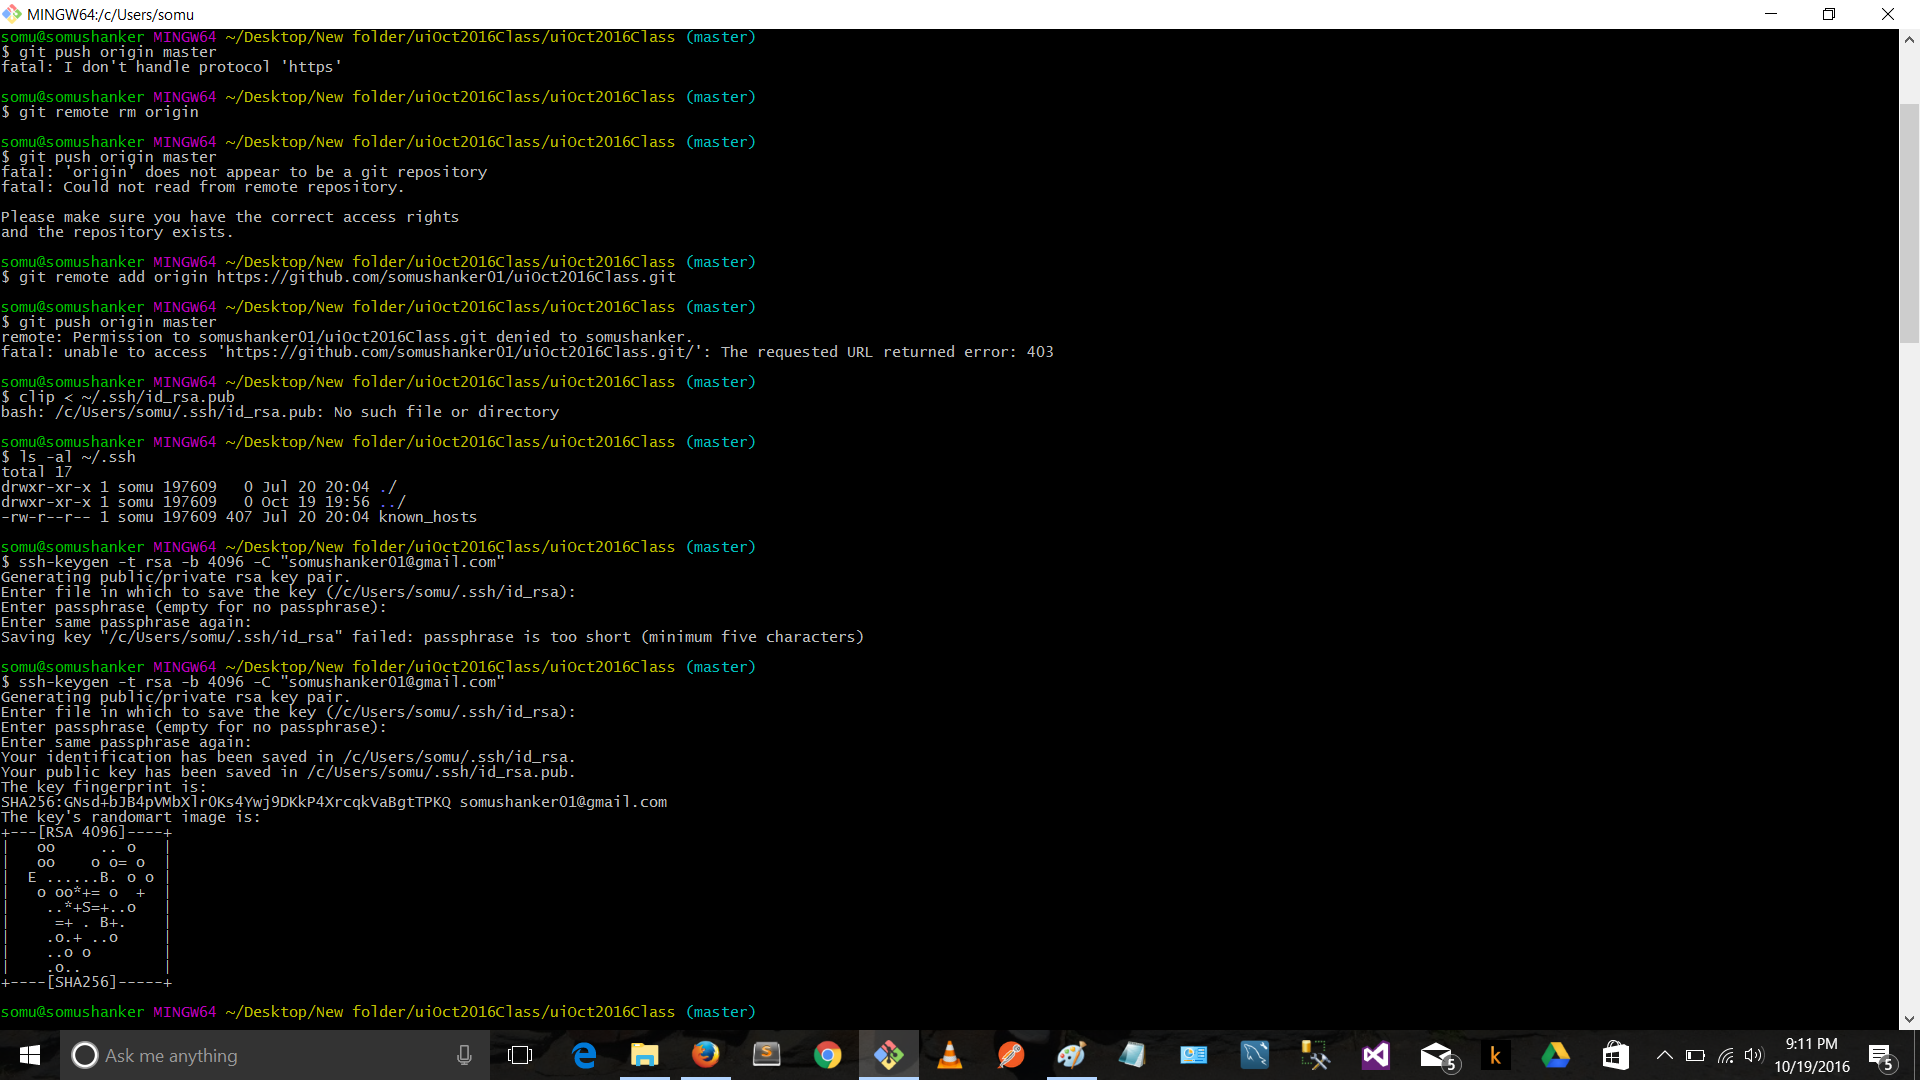 MINGW64:/c/Users/somu
somu@somushanker MINGW64 ~/Desktop/New folder/uiOct2016Class/uiOct2016Class (master)
$ git push origin master
fatal: I don't handle protocol 'https'
somu@somushanker MINGW64 ~/Desktop/New folder/uiOct2016Class/uiOct2016Class (master)
$ git remote rm origin
somu@somushanker MINGW64 ~/Desktop/New folder/uiOct2016Class/uiOct2016Class (master)
$ git push origin master
fatal: 'origin' does not appear to be a git repository
fatal: Could not read from remote repository.
Please make sure you have the correct access rights
and the repository exists.
somu@somushanker MINGW64 ~/Desktop/New folder/uiOct2016Class/uiOct2016Class (master)
$ git remote add origin https://github.com/somushanker01/uiOct2016Class.git
somu@somushanker MINGW64 ~/Desktop/New folder/uiOct2016Class/uiOct2016Class (master)
$ git push origin master
remote: Permission to somushanker01/uiOct2016Class.git denied to somushanker.
fatal: unable to access 'https://github.com/somushanker01/uiOct2016Class.git/': The requested URL returned error: 403
somu@somushanker MINGW64 ~/Desktop/New folder/uiOct2016Class/uiOct2016Class (master)
$ clip < ~/.ssh/id_rsa.pub
bash: /c/Users/somu/.ssh/id_rsa.pub: No such file or directory
somu@somushanker MINGW64 ~/Desktop/New folder/uiOct2016Class/uiOct2016Class (master)
$ ls -al ~/.ssh
total 17
drwxr-xr-x 1 somu 197609   0 Jul 20 20:04 ./
drwxr-xr-x 1 somu 197609   0 Oct 19 19:56 ../
-rw-r--r-- 1 somu 197609 407 Jul 20 20:04 known_hosts
somu@somushanker MINGW64 ~/Desktop/New folder/uiOct2016Class/uiOct2016Class (master)
$ ssh-keygen -t rsa -b 4096 -C "somushanker01@gmail.com"
Generating public/private rsa key pair.
Enter file in which to save the key (/c/Users/somu/.ssh/id_rsa):
Enter passphrase (empty for no passphrase):
Enter same passphrase again:
Saving key "/c/Users/somu/.ssh/id_rsa" failed: passphrase is too short (minimum five characters)
somu@somushanker MINGW64 ~/Desktop/New folder/uiOct2016Class/uiOct2016Class (master)
$ ssh-keygen -t rsa -b 4096 -C "somushanker01@gmail.com"
Generating public/private rsa key pair.
Enter file in which to save the key (/c/Users/somu/.ssh/id_rsa):
Enter passphrase (empty for no passphrase):
Enter same passphrase again:
Your identification has been saved in /c/Users/somu/.ssh/id_rsa.
Your public key has been saved in /c/Users/somu/.ssh/id_rsa.pub.
The key fingerprint is:
SHA256:GNsd+bJB4pVMbXlrOKs4Ywj9DKkP4XrcqkVaBgtTPKQ somushanker01@gmail.com
The key's randomart image is:
+---[RSA 4096]----+
|   oo     .. o   |
|   oo    o o= o  |
|  E ......B. o o |
|   o oo*+= o  +  |
|    ..*+S=+..o   |
|     =+ . B+.    |
|    .o.+ ..o     |
|    ..o o        |
|    .o..         |
+----[SHA256]-----+
somu@somushanker MINGW64 ~/Desktop/New folder/uiOct2016Class/uiOct2016Class (master)
Ask me anything
5
9:11 PM
10/19/2016
5